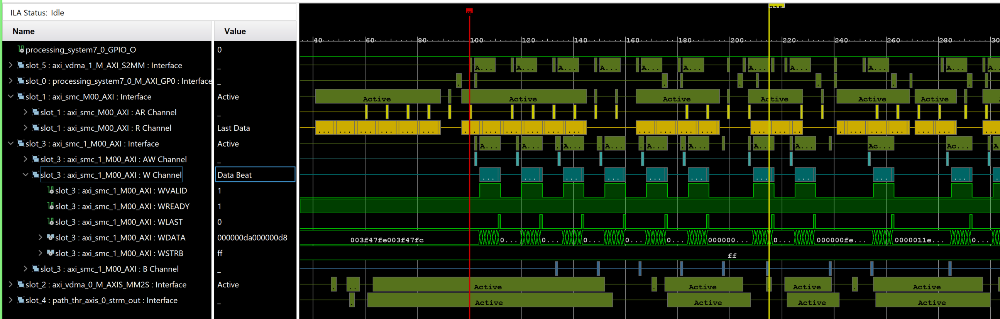 ILA Status: Idle
Name Value
40 60 80 100 120 140 160 180 200 220 240 260 280 30
processing_system7_0_GPIO_O 0
slot_5 : axi_vdma_1_M_AXI_S2MM : Interface _ A... A... A... A... A... A... A... A... A... A... A.
slot_0 : processing_system7_0_M_AXI_GP0 : Interface _
slot_1 : axi_smc_M00_AXI : Interface Active Active Active Active Active Active Active
slot_1 : axi_smc_M00_AXI : AR Channel _
slot_1 : axi_smc_M00_AXI : R Channel Last Data
slot_3 : axi_smc_1_M00_AXI : Interface Active A... A... A... A... A... A... A... A... Ac... Ac... A
slot_3 : axi_smc_1_M00_AXI : AW Channel _
slot_3 : axi_smc_1_M00_AXI : W Channel Data Beat
slot_3 : axi_smc_1_M00_AXI : WVALID 1
slot_3 : axi_smc_1_M00_AXI : WREADY 1
slot_3 : axi_smc_1_M00_AXI : WLAST 0
slot_3 : axi_smc_1_M00_AXI : WDATA 000000da000000d8 003f47fe003f47fc 0... 0... 0... 0... 0... 000000... 0... 000000fe... 0000011e... 0...
slot_3 : axi_smc_1_M00_AXI : WSTRB ff ff
slot_3 : axi_smc_1_M00_AXI : B Channel _
slot_2 : axi_vdma_0_M_AXIS_MM2S : Interface Active Active Active Active Active
slot_4 : path_thr_axis_0_strm_out : Interface _ Active Active Active Active